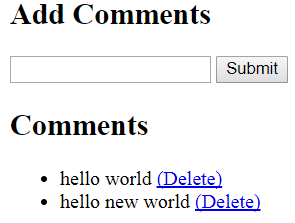 Add Comments
Submit
Comments
hello world (Delete)
hello new world (Delete)